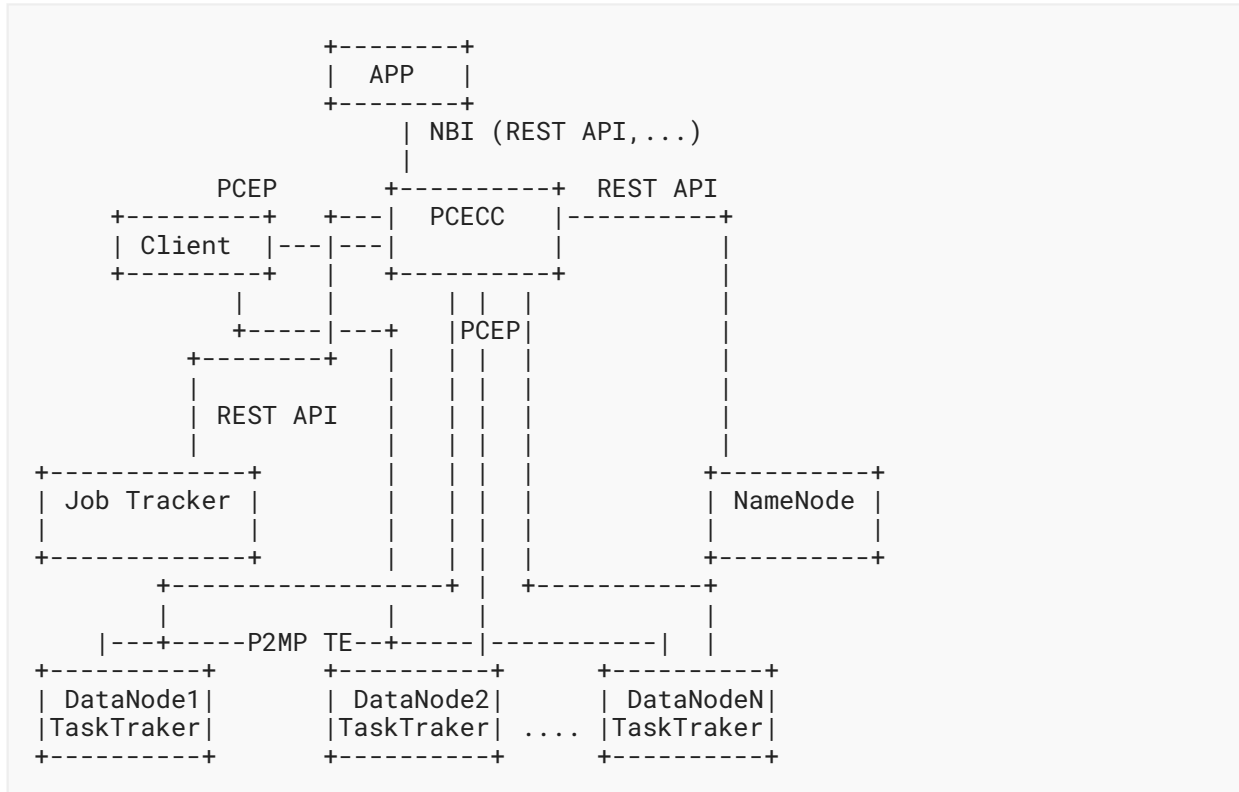 APP
NBI (REST API,...)
PCEP REST API
PCECC
Client
PCEP
REST API
Job Tracker NameNode
P2MP TE
DataNode1 DataNode2 DataNodeN
TaskTraker TaskTraker .... TaskTraker